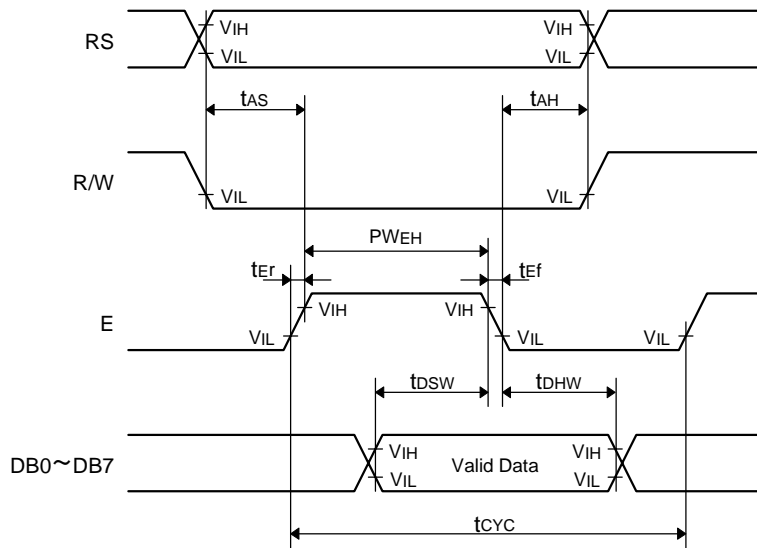 VIH VIH
RS
VIL VIL
tAS tAH
R/W
VIL VIL
PWEH
tEr tEf
VIH VIH
E
VIL VIL VIL
tDSW tDHW
VIH VIH
DB0～DB7 Valid Data
VIL VIL
tCYC